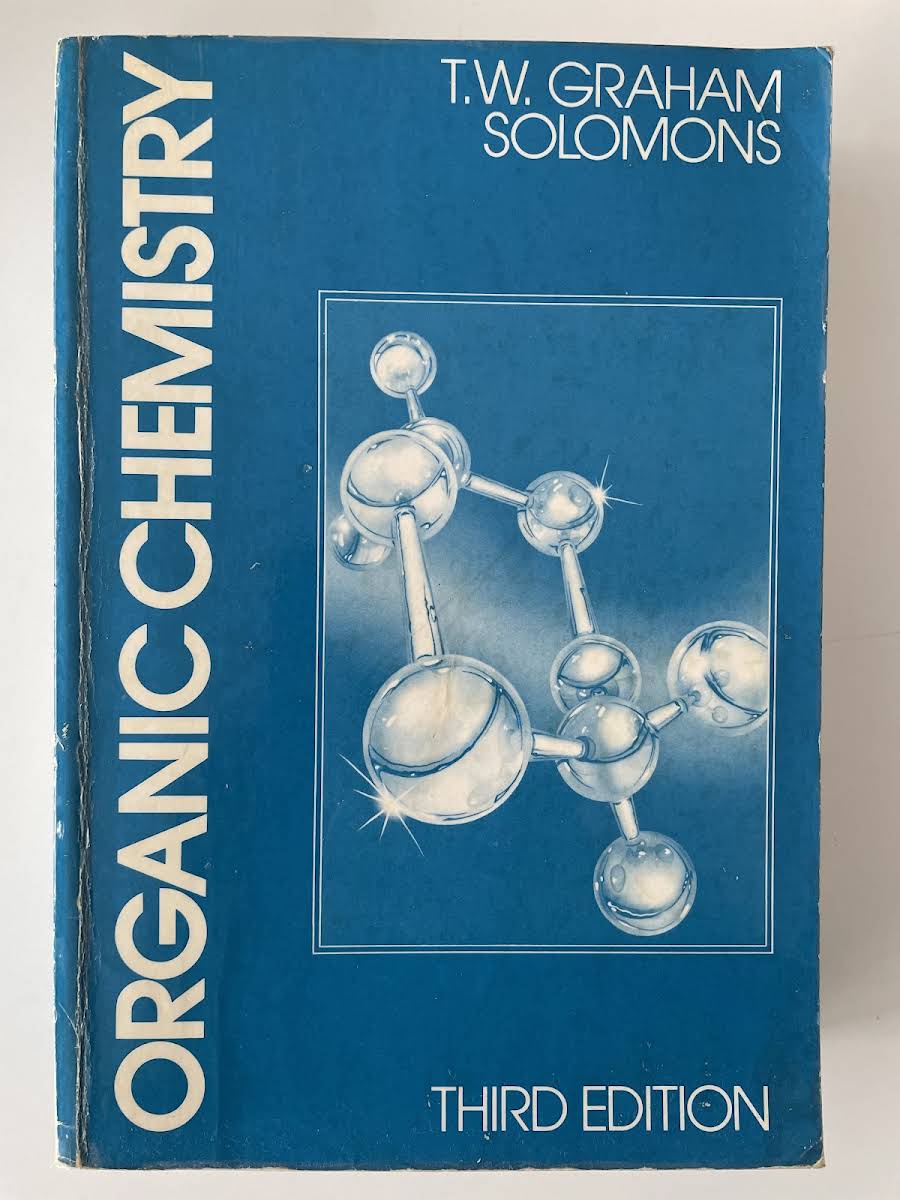 T.W. GRAHAM
SOLOMONS
ORGANIC CHEMISTRY
THIRD EDITION